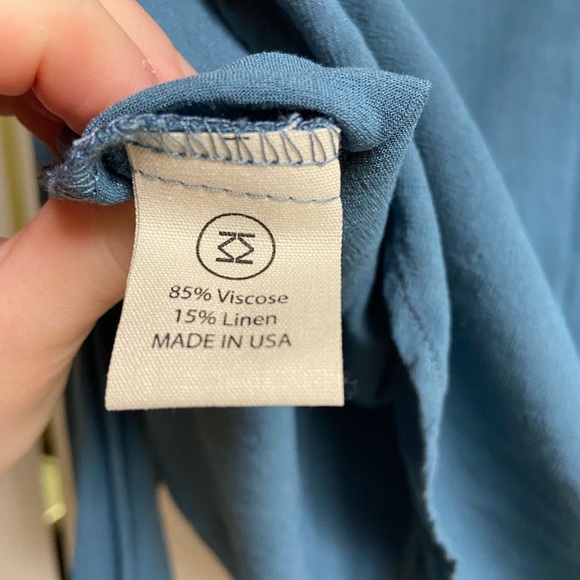 85% Viscose
15% Linen
MADE IN USA